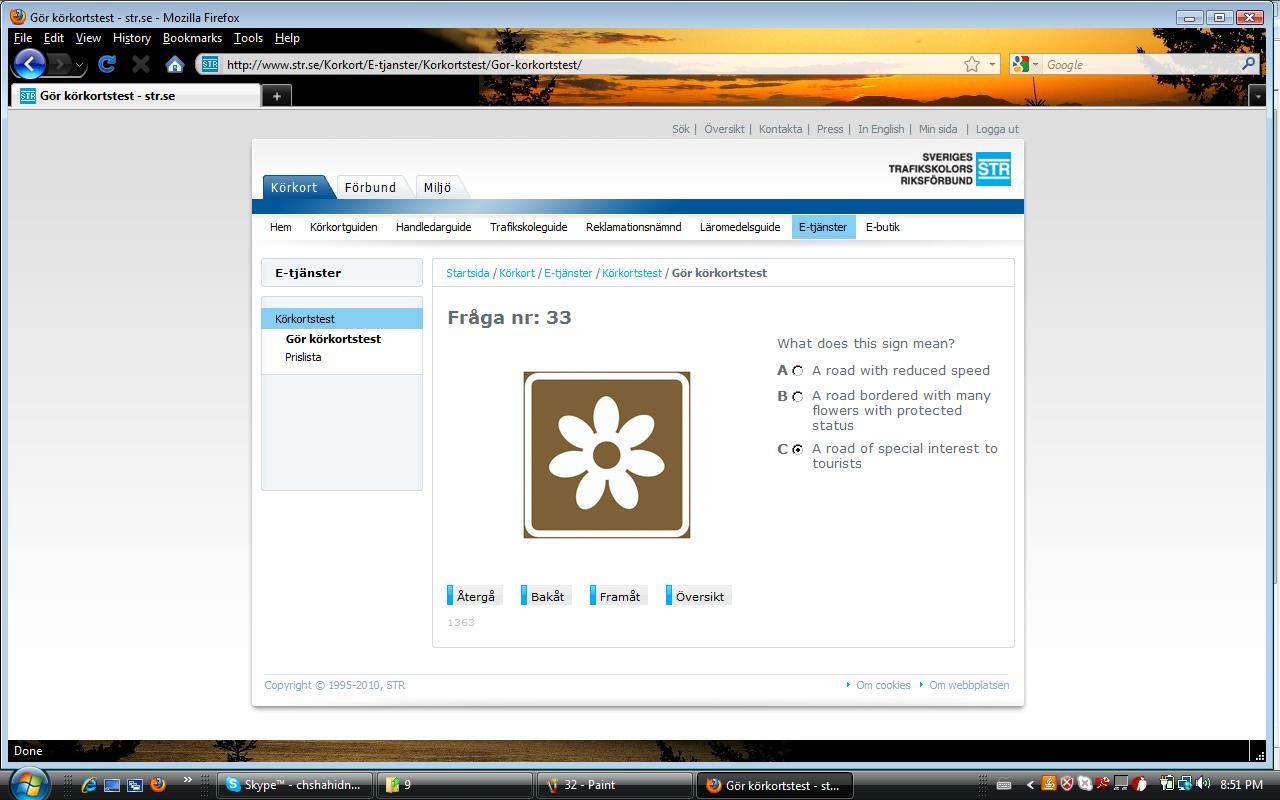 Gör körkortstest - str.se - Mozilla Firefox
File Edit View History Bookmarks Tools Help
STR http://www.str.se/Korkort/E-tjanster/Korkortstest/Gor-korkortstest/ Google
STR Gör körkortstest - str.se
Sök | Översikt | Kontakta | Press | In English | Min sida | Logga ut
SVERIGES
TRAFIKSKOLORS
RIKSFÖRBUND
STR
Körkort Förbund Miljö
Hem Körkortguiden Handledarguide Trafikskoleguide Reklamationsnämnd Läromedelsguide E-tjänster E-butik
E-tjänster
Startsida / Körkort / E-tjänster / Körkortstest / Gör körkortstest
Körkortstest
Gör körkortstest
Prislista
Fråga nr: 33
What does this sign mean?
A A road with reduced speed
B A road bordered with many
flowers with protected
status
C A road of special interest to
tourists
Återgå Bakåt Framåt Översikt
1363
Copyright © 1995-2010, STR Om cookies Om webbplatsen
Done
Skype™ - chshahidn... 9 32 - Paint Gör körkortstest - st... 8:51 PM